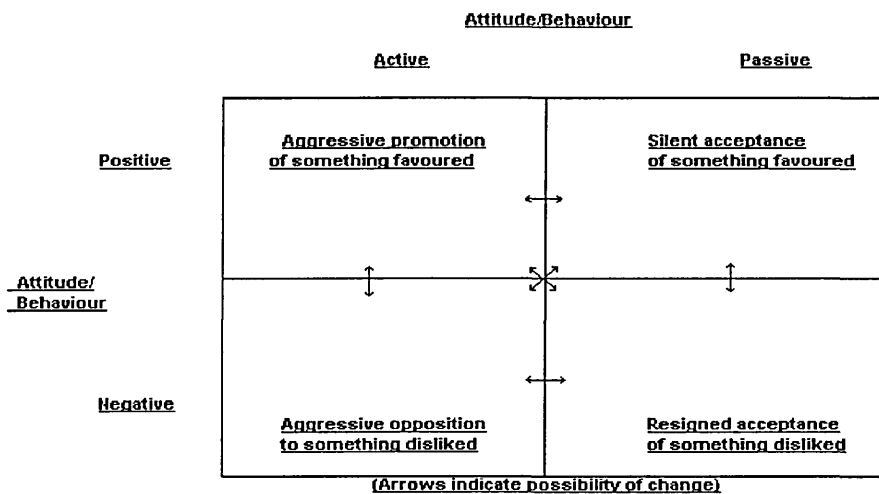 Attitude/Behaviour
Active
Passive
Positive
Aggressive promotion
of something favoured
Silent acceptance
of something favoured
Attitude/
Behaviour
Negative
Aggressive opposition
to something disliked
Resigned acceptance
of something disliked
(Arrows indicate possibility of change)